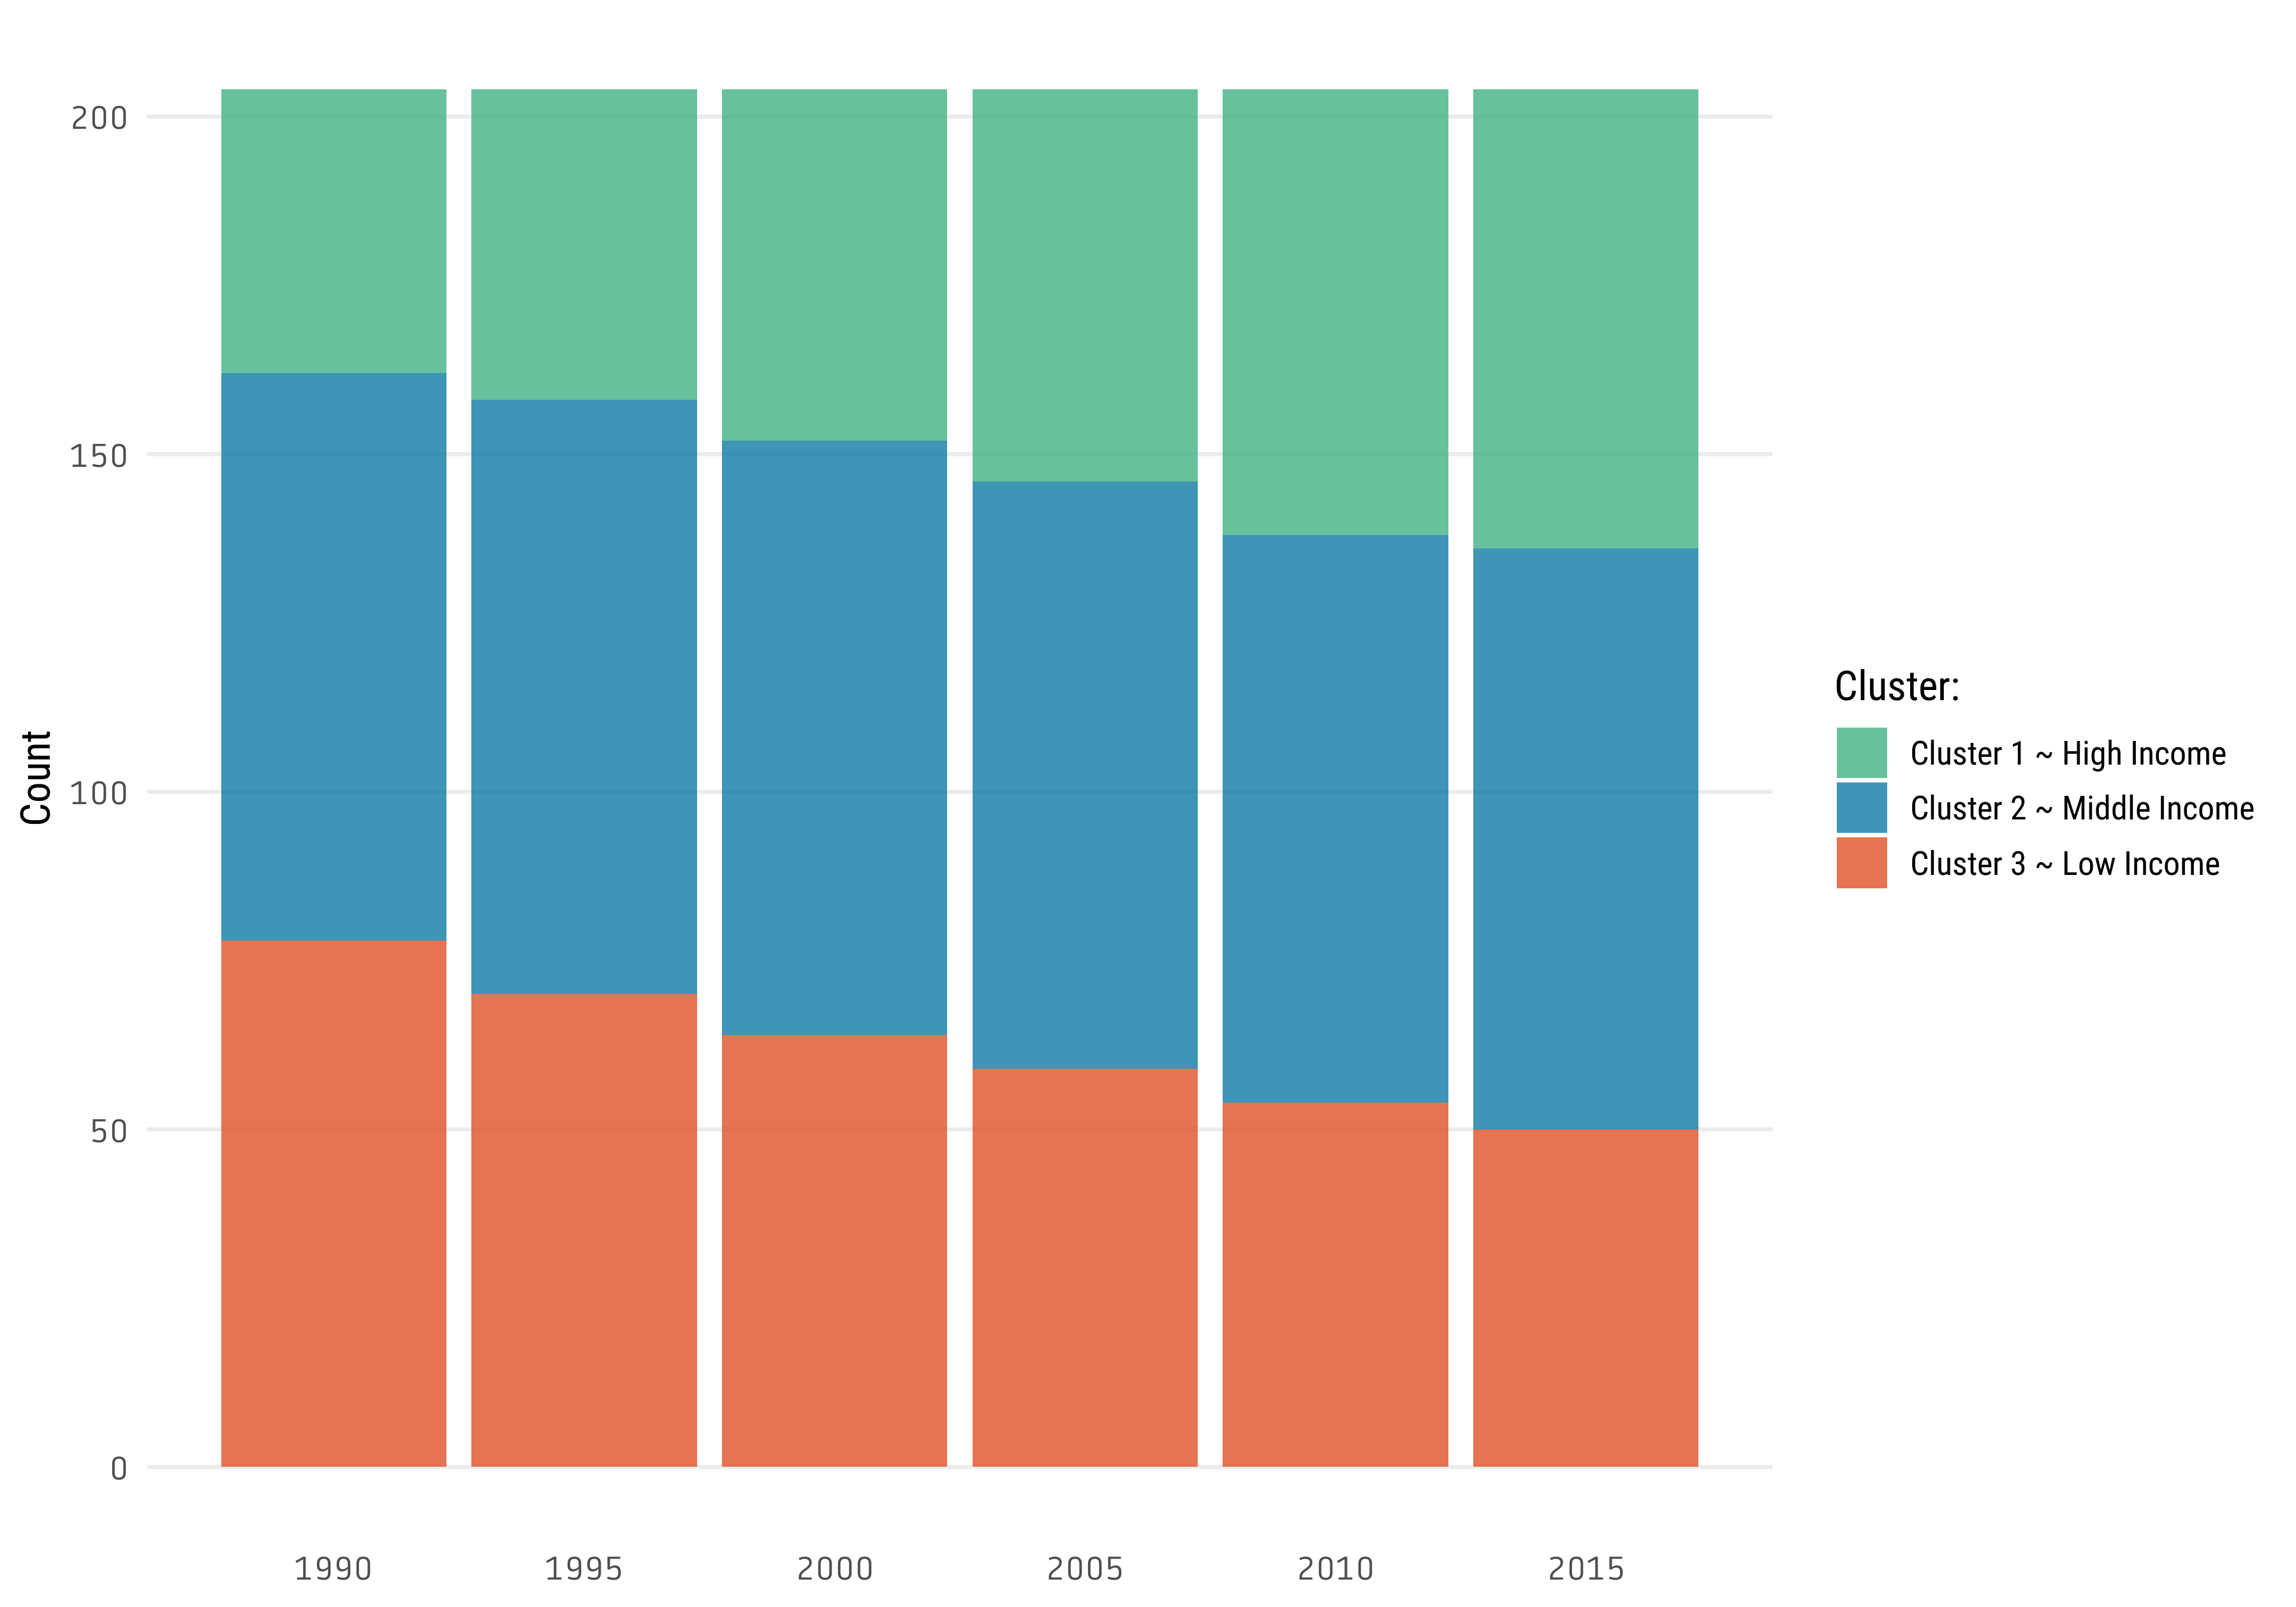 200
150
100
50
0
Count
1990 1995 2000 2005 2010 2015
Cluster:
Cluster 1 ~ High Income
Cluster 2 ~ Middle Income
Cluster 3 ~ Low Income